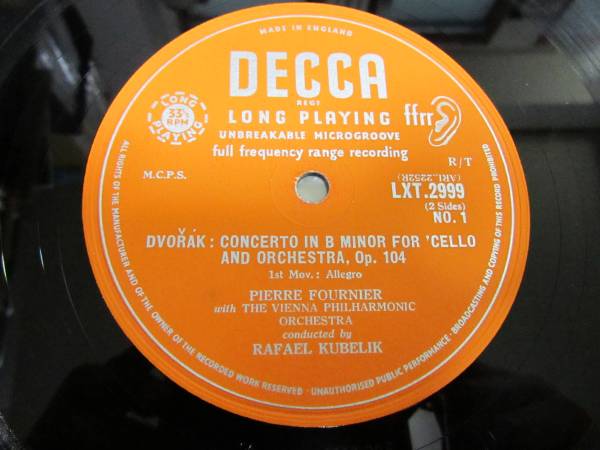 MADE IN ENGLAND
DECCA
REGD
LONG PLAYING
33⅓ RPM
LONG PLAYING
ffrr
UNBREAKABLE MICROGROOVE
full frequency range recording
R/T
M.C.P.S.
(ARL.2252R)
LXT.2999
(2 Sides)
NO. 1
DVOŘÁK: CONCERTO IN B MINOR FOR 'CELLO
AND ORCHESTRA, Op. 104
1st Mov.: Allegro
PIERRE FOURNIER
with THE VIENNA PHILHARMONIC
ORCHESTRA
conducted by
RAFAEL KUBELIK
ALL RIGHTS OF THE MANUFACTURER AND OF THE OWNER OF THE RECORDED WORK RESERVED · UNAUTHORISED PUBLIC PERFORMANCE · BROADCASTING AND COPYING OF THIS RECORD PROHIBITED